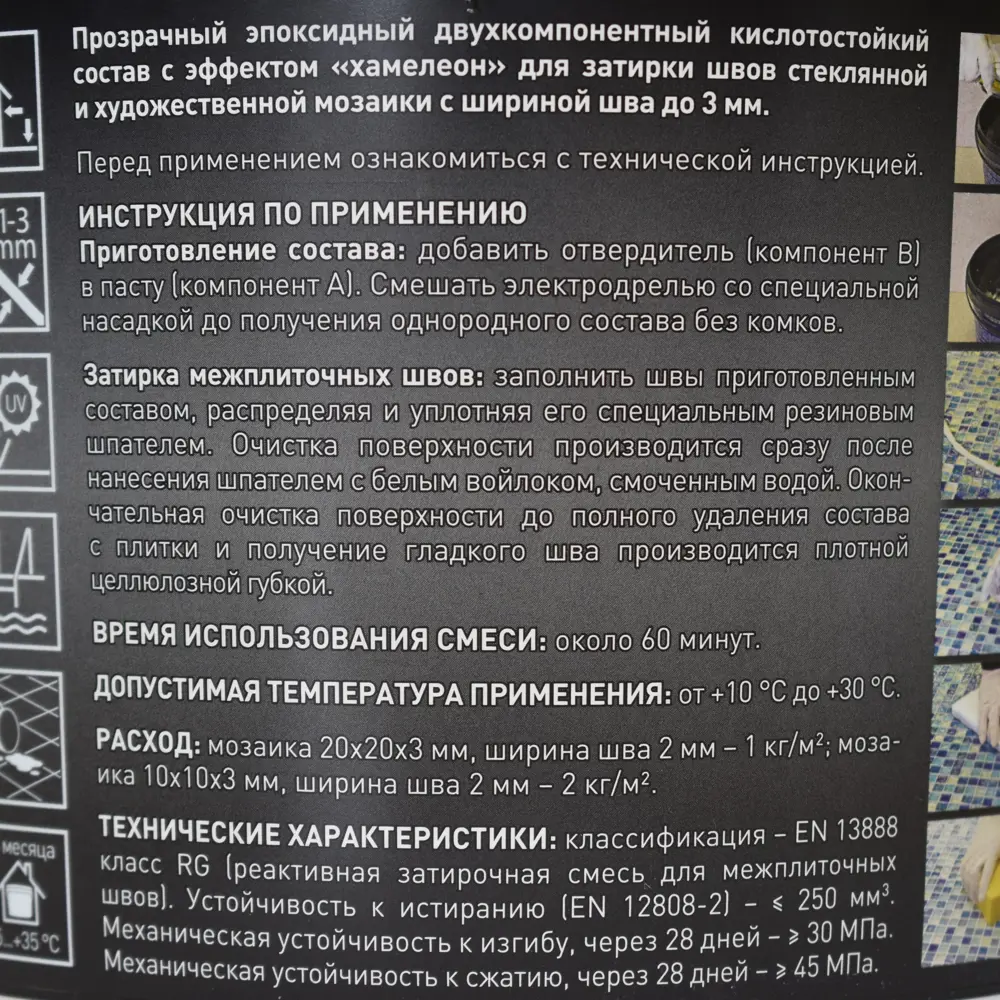 Прозрачный эпоксидный двухкомпонентный кислотостойкий
состав с эффектом «хамелеон» для затирки швов стеклянной
и художественной мозаики с шириной шва до 3 мм.
Перед применением ознакомиться с технической инструкцией.
ИНСТРУКЦИЯ ПО ПРИМЕНЕНИЮ
Приготовление состава: добавить отвердитель (компонент В)
в пасту (компонент А). Смешать электродрелью со специальной
насадкой до получения однородного состава без комков.
1-3
mm
Затирка межплиточных швов: заполнить швы приготовленным
составом, распределяя и уплотняя его специальным резиновым
шпателем. Очистка поверхности производится сразу после
нанесения шпателем с белым войлоком, смоченным водой. Окон-
чательная очистка поверхности до полного удаления состава
с плитки и получение гладкого шва производится плотной
целлюлозной губкой.
UV
ВРЕМЯ ИСПОЛЬЗОВАНИЯ СМЕСИ: около 60 минут.
ДОПУСТИМАЯ ТЕМПЕРАТУРА ПРИМЕНЕНИЯ: от +10 °C до +30 °C.
РАСХОД: мозаика 20х20х3 мм, ширина шва 2 мм – 1 кг/м²; моза-
ика 10х10х3 мм, ширина шва 2 мм – 2 кг/м².
ТЕХНИЧЕСКИЕ ХАРАКТЕРИСТИКИ: классификация – EN 13888
класс RG (реактивная затирочная смесь для межплиточных
швов). Устойчивость к истиранию (EN 12808-2) – ≤ 250 мм³.
Механическая устойчивость к изгибу, через 28 дней – ≥ 30 МПа.
Механическая устойчивость к сжатию, через 28 дней – ≥ 45 МПа.
месяца
...+35°C